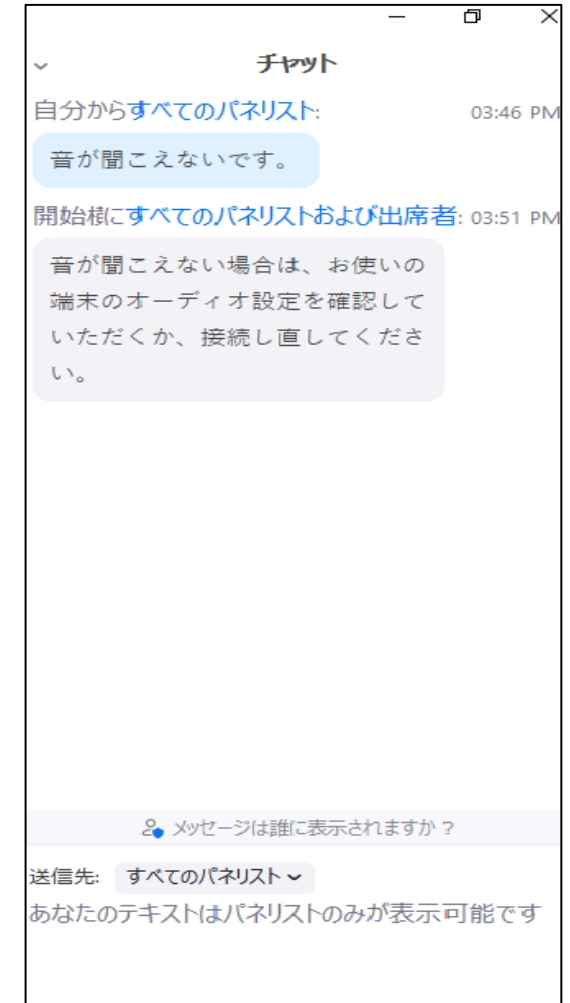 チャット
自分からすべてのパネリスト: 03:46 PM
音が聞こえないです。
開始様にすべてのパネリストおよび出席者: 03:51 PM
音が聞こえない場合は、お使いの
端末のオーディオ設定を確認して
いただくか、接続し直してくださ
い。
メッセージは誰に表示されますか？
送信先: すべてのパネリスト
あなたのテキストはパネリストのみが表示可能です